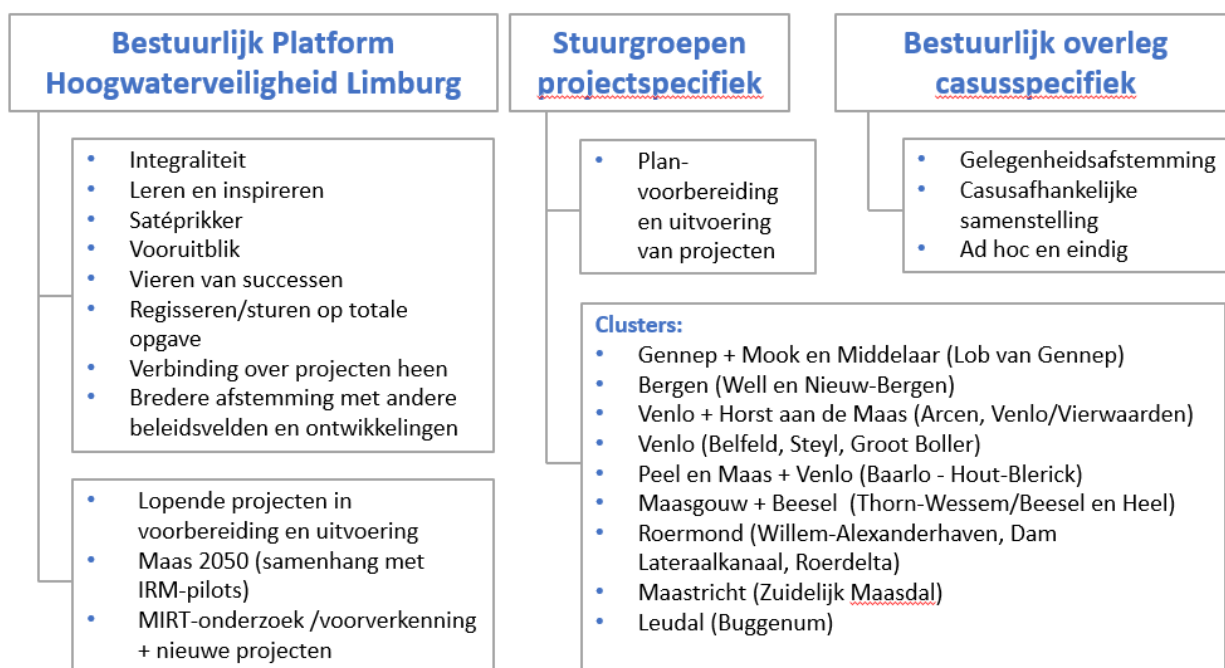 Bestuurlijk Platform
Hoogwaterveiligheid Limburg
• Integraliteit
• Leren en inspireren
• Satéprikker
• Vooruitblik
• Vieren van successen
• Regisseren/sturen op totale
opgave
• Verbinding over projecten heen
• Bredere afstemming met andere
beleidsvelden en ontwikkelingen
• Lopende projecten in
voorbereiding en uitvoering
• Maas 2050 (samenhang met
IRM-pilots)
• MIRT-onderzoek /voorverkenning
+ nieuwe projecten
Stuurgroepen
projectspecifiek
• Plan-
voorbereiding
en uitvoering
van projecten
Clusters:
• Gennep + Mook en Middelaar (Lob van Gennep)
• Bergen (Well en Nieuw-Bergen)
• Venlo + Horst aan de Maas (Arcen, Venlo/Vierwaarden)
• Venlo (Belfeld, Steyl, Groot Boller)
• Peel en Maas + Venlo (Baarlo - Hout-Blerick)
• Maasgouw + Beesel (Thorn-Wessem/Beesel en Heel)
• Roermond (Willem-Alexanderhaven, Dam
Lateraalkanaal, Roerdelta)
• Maastricht (Zuidelijk Maasdal)
• Leudal (Buggenum)
Bestuurlijk overleg
casusspecifiek
• Gelegenheidsafstemming
• Casusafhankelijke
samenstelling
• Ad hoc en eindig